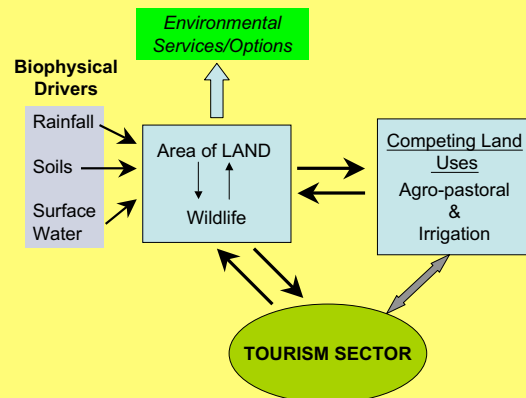 Environmental
Services/Options
Biophysical
Drivers
Rainfall
Soils
Surface
Water
Area of LAND
Wildlife
Competing Land
Uses
Agro-pastoral
&
Irrigation
TOURISM SECTOR